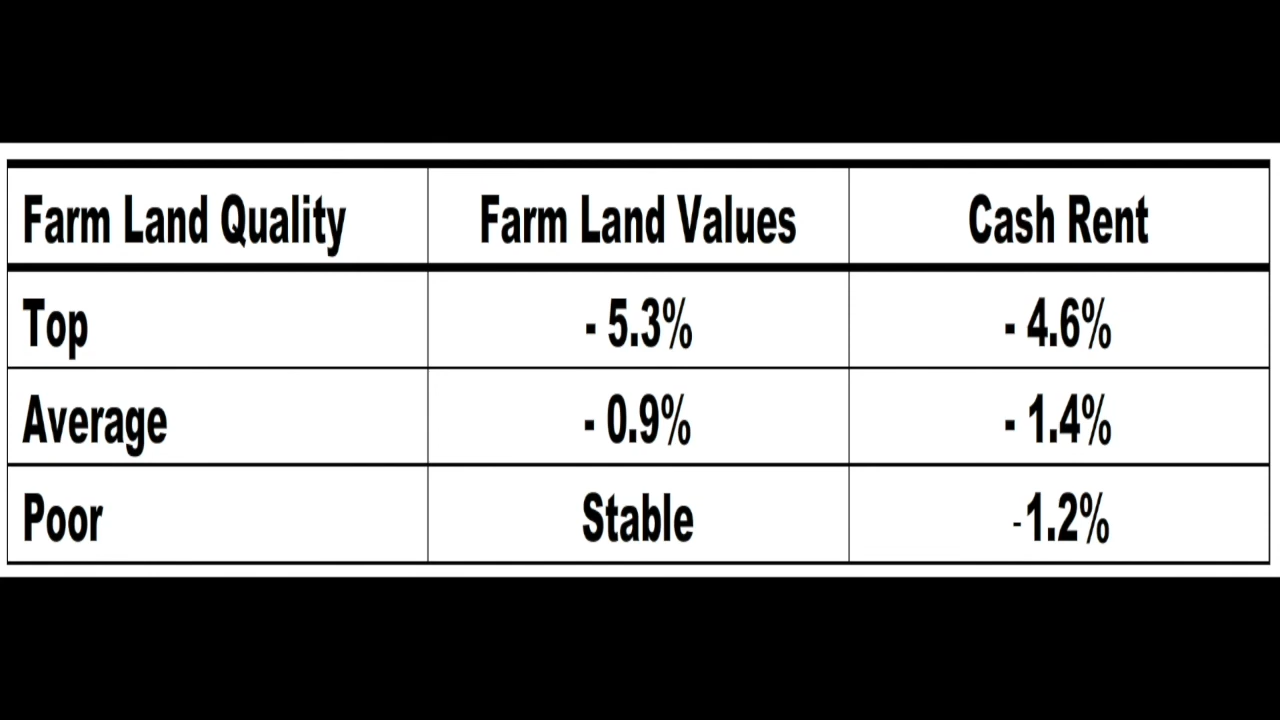 Farm Land Quality Farm Land Values Cash Rent
Top - 5.3% - 4.6%
Average - 0.9% - 1.4%
Poor Stable -1.2%